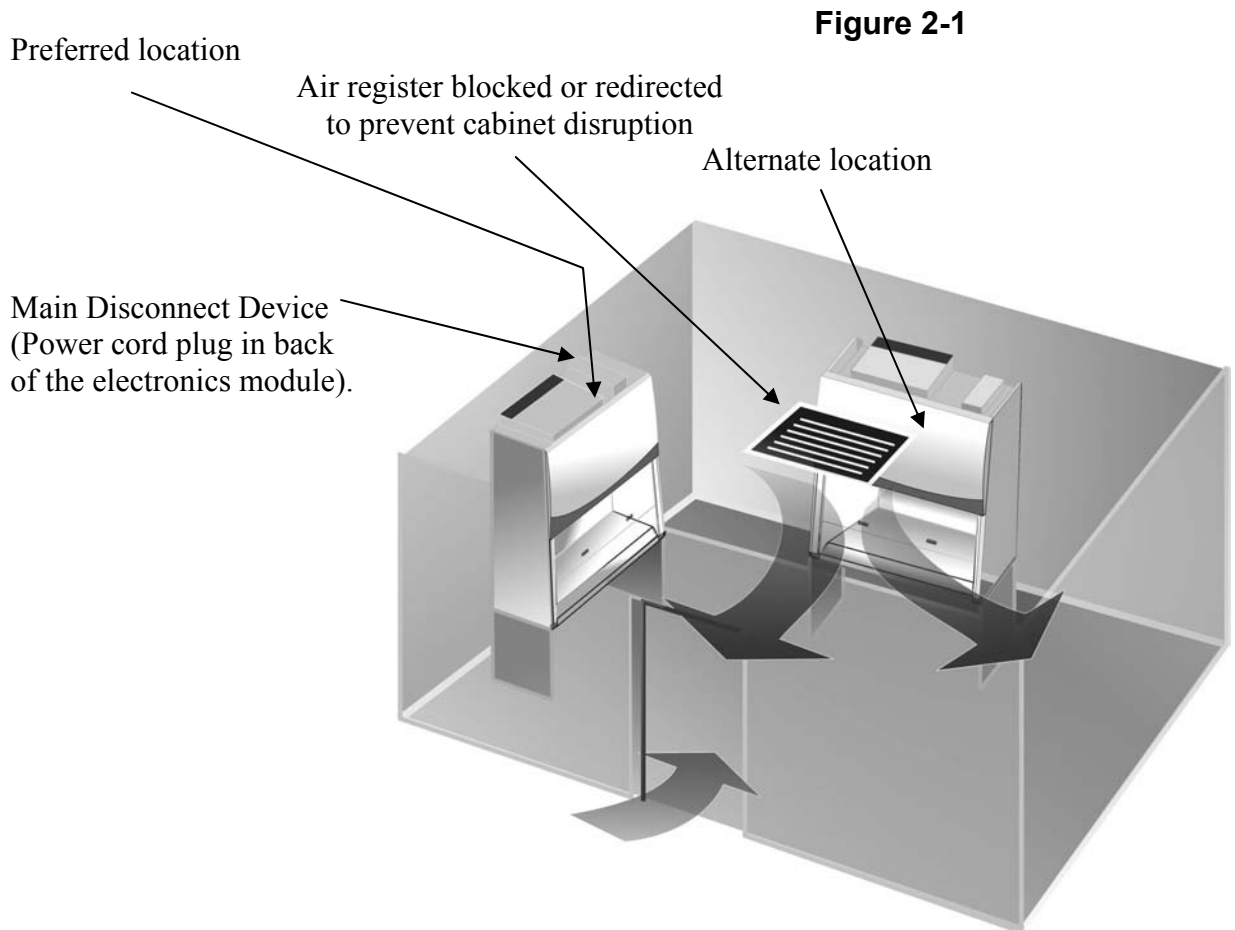 Figure 2-1
Preferred location
Air register blocked or redirected
to prevent cabinet disruption
Alternate location
Main Disconnect Device
(Power cord plug in back
of the electronics module).